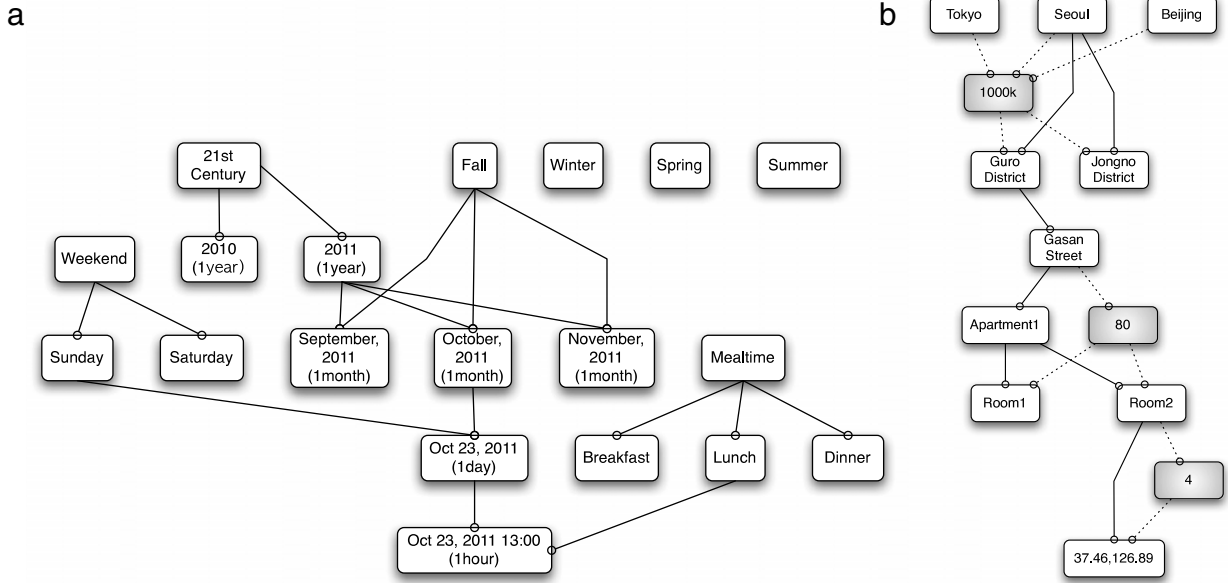 a
21st
Century
Fall
Winter
Spring
Summer
Weekend
2010
(1year)
2011
(1year)
Sunday
Saturday
September,
2011
(1month)
October,
2011
(1month)
November,
2011
(1month)
Mealtime
Oct 23, 2011
(1day)
Breakfast
Lunch
Dinner
Oct 23, 2011 13:00
(1hour)
b
Tokyo
Seoul
Beijing
1000k
Guro
District
Jongno
District
Gasan
Street
Apartment1
80
Room1
Room2
4
37.46,126.89